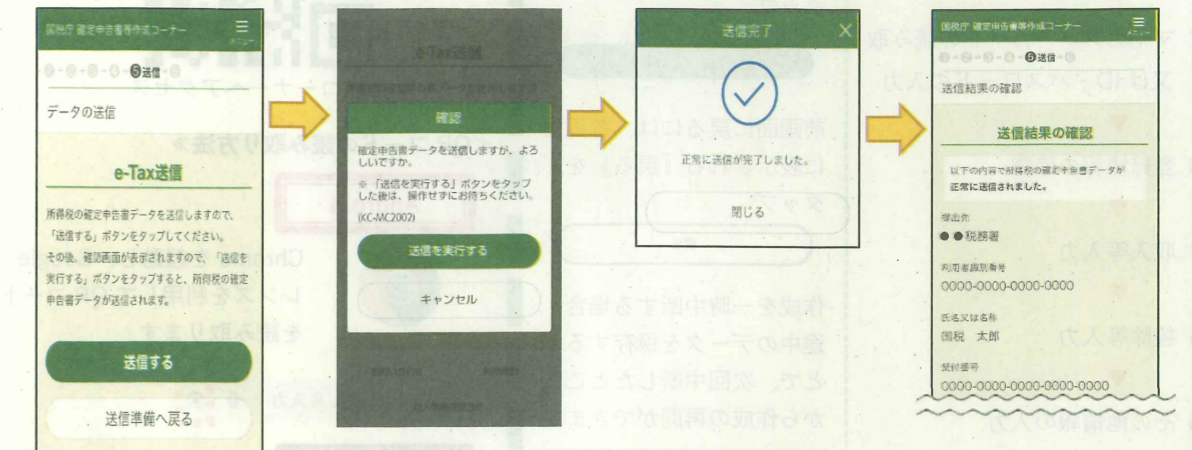 国税庁 確定申告書等作成コーナー
メニュー
❺送信
データの送信
e-Tax送信
所得税の確定申告書データを送信しますので、
「送信する」ボタンをタップしてください。
その後、確認画面が表示されますので、「送信を
実行する」ボタンをタップすると、所得税の確定
申告書データが送信されます。
送信する
送信準備へ戻る
確認
確定申告書データを送信しますが、よろ
しいですか。
※「送信を実行する」ボタンをタップ
した後は、操作せずにお待ちください。
(KC-MC2002)
送信を実行する
キャンセル
送信完了
正常に送信が完了しました。
閉じる
国税庁 確定申告書等作成コーナー
メニュー
❺送信
送信結果の確認
送信結果の確認
以下の内容で所得税の確定申告書データが
正常に送信されました。
提出先
●●税務署
利用者識別番号
0000-0000-0000-0000
氏名又は名称
国税 太郎
受付番号
0000-0000-0000-0000-0000